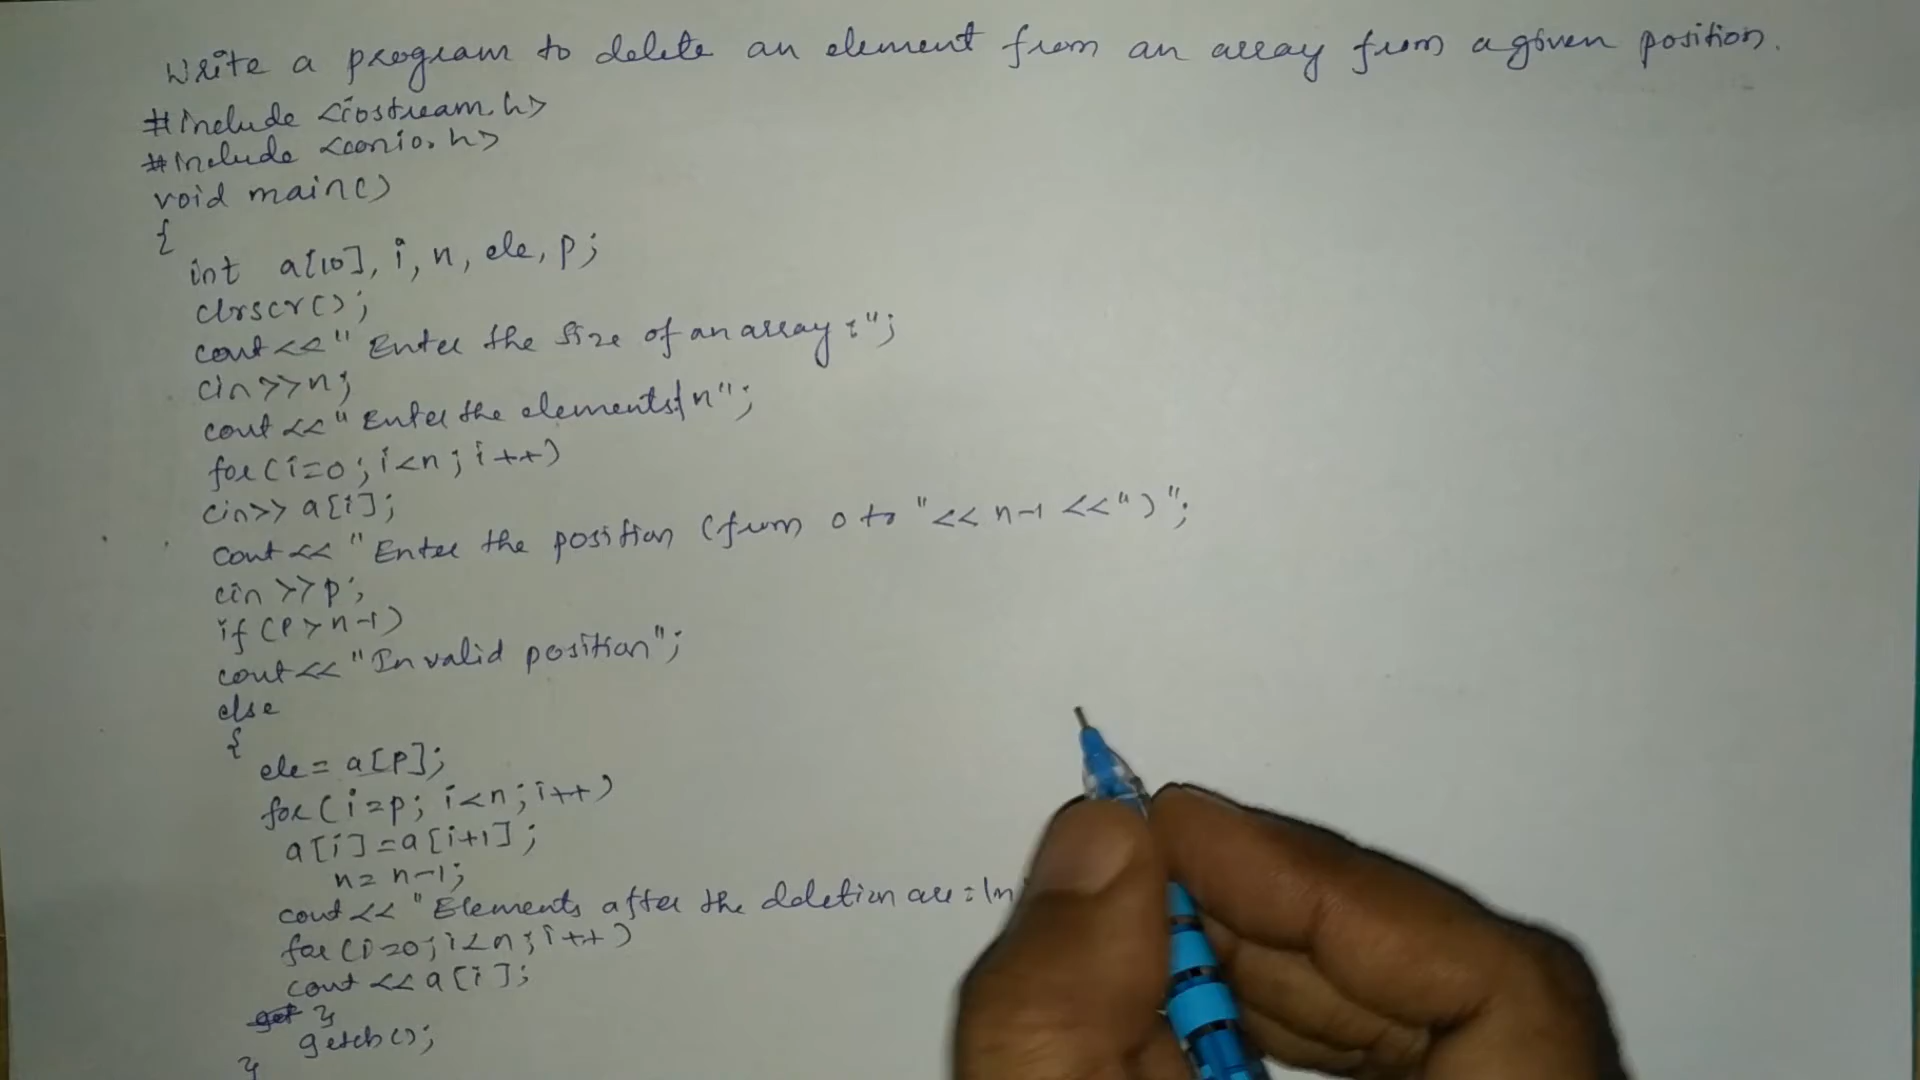 Write a program to delete an element from an array from a given position.
#include <iostream.h>
#include <conio.h>
void main()
{
int a[10], i, n, ele, p;
clrscr();
cout<<" Enter the size of an array:";
cin>>n;
cout<<"Enter the elements:\n";
for(i=0;i<n;i++)
cin>>a[i];
cout<<"Enter the position (from 0 to "<<n-1<<")";
cin>>p;
if(p>n-1)
cout<<"Invalid position";
else
{
ele=a[p];
for(i=p;i<n;i++)
a[i]=a[i+1];
n=n-1;
cout<<"Elements after the deletion are:\n
for(i=0;i<n;i++)
cout<<a[i];
}
getch();
}